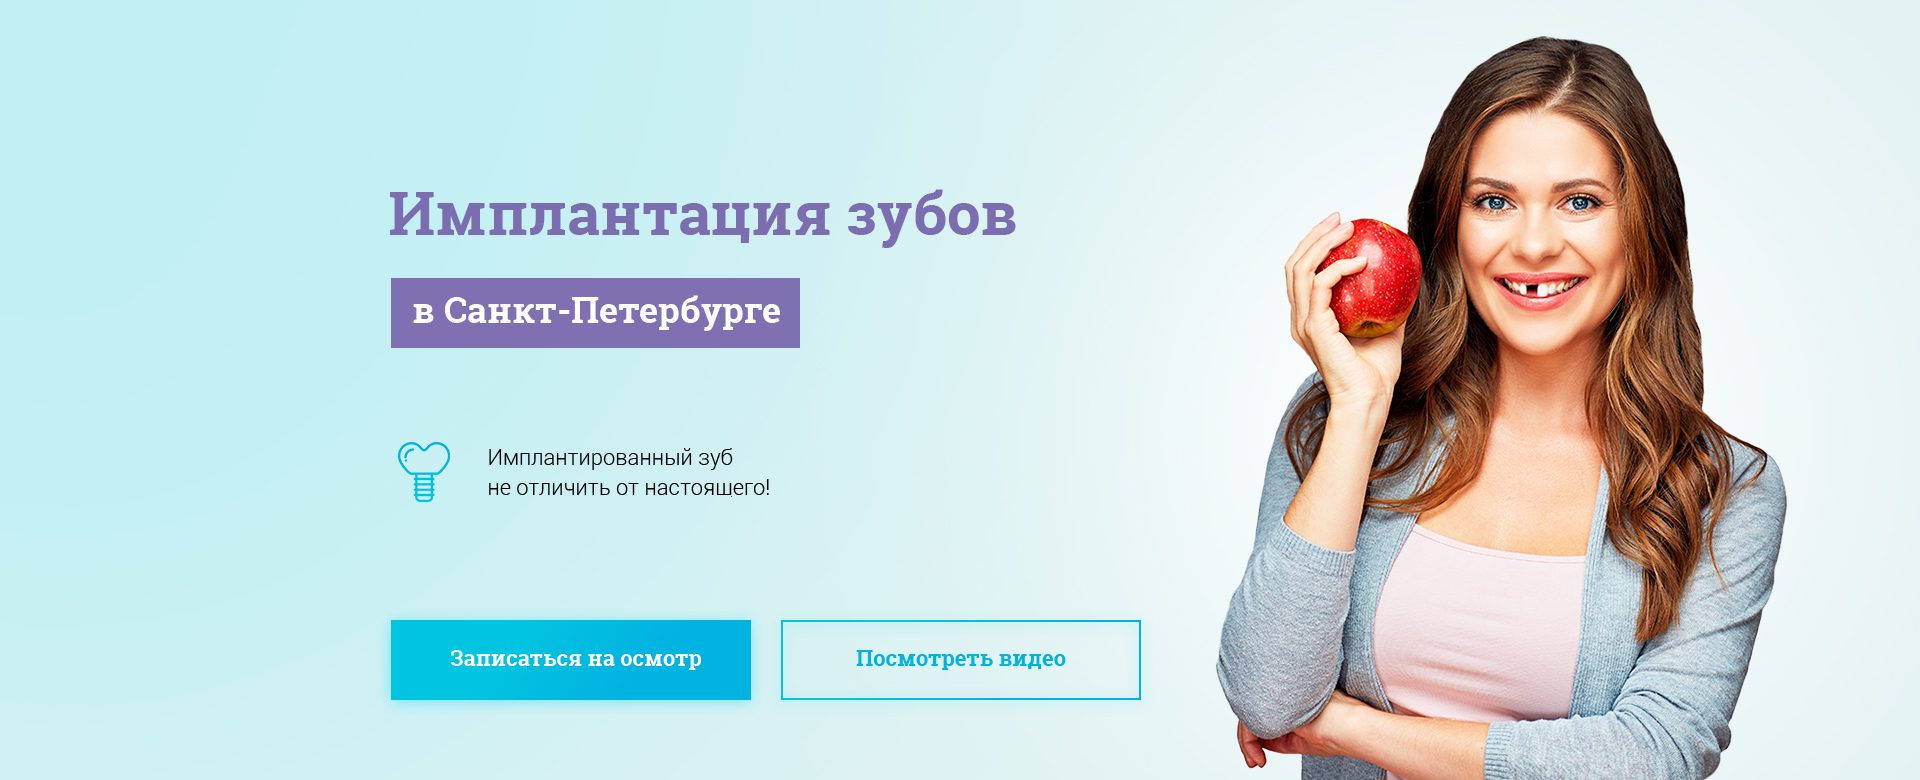 Имплантация зубов
в Санкт-Петербурге
Имплантированный зуб
не отличить от настоящего!
Записаться на осмотр
Посмотреть видео